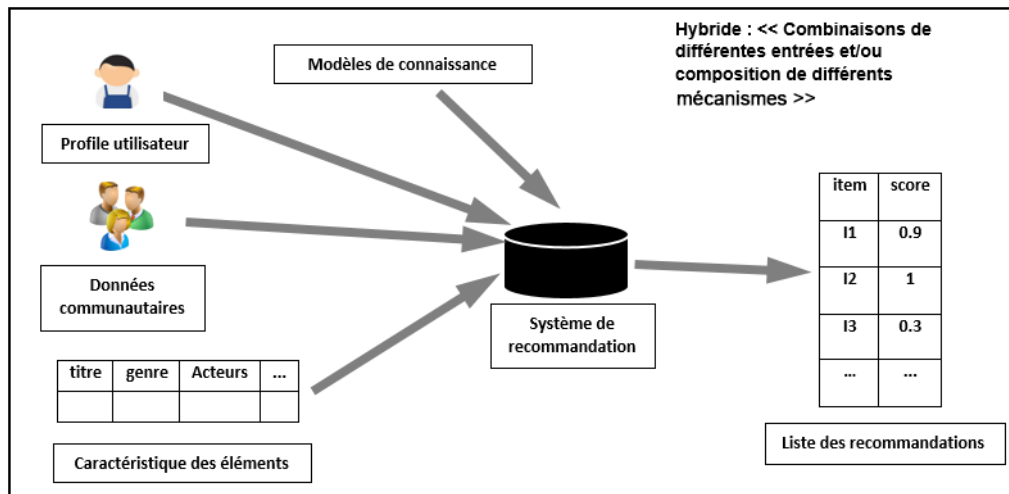 Hybride : << Combinaisons de
différentes entrées et/ou
composition de différents
mécanismes >>
Modèles de connaissance
Profile utilisateur
Données
communautaires
titre genre Acteurs ...
Caractéristique des éléments
Système de
recommandation
item score
I1 0.9
I2 1
I3 0.3
... ...
Liste des recommandations